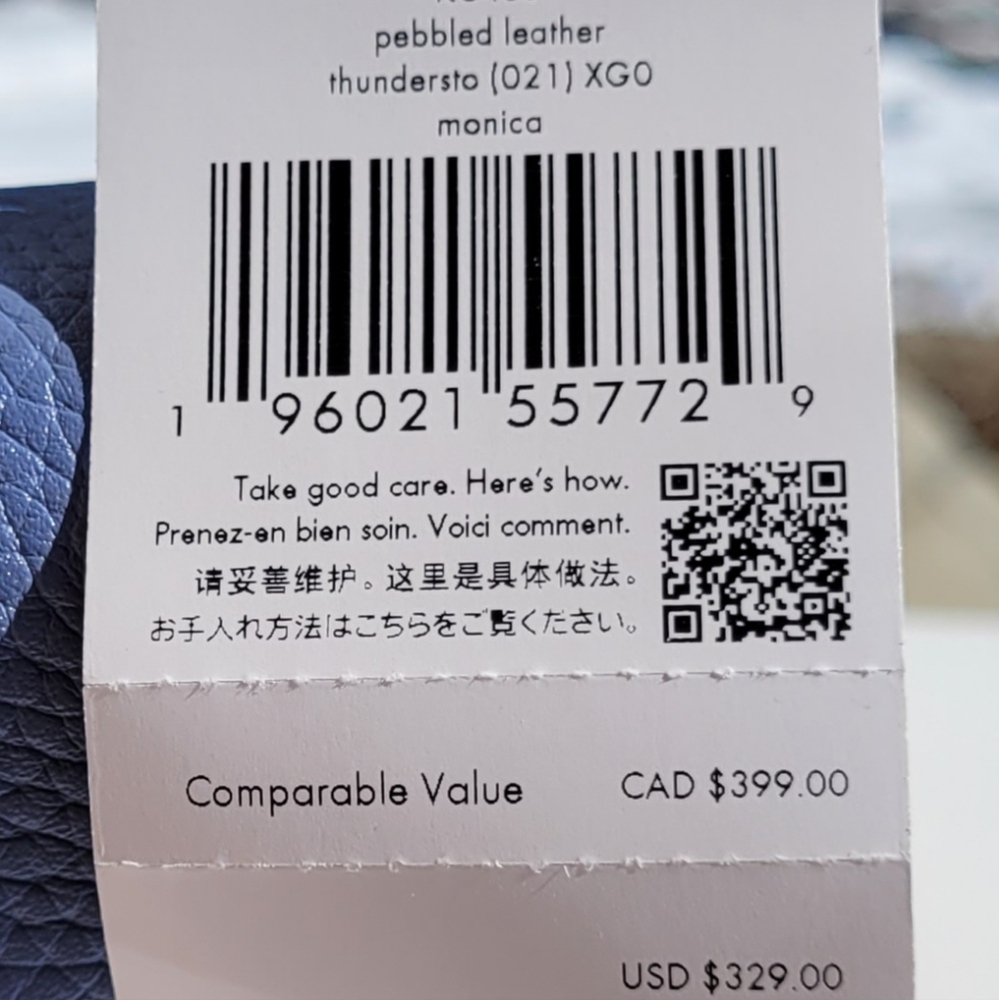 pebbled leather
thundersto (021) XG0
monica
1 96021 55772 9
Take good care. Here's how.
Prenez-en bien soin. Voici comment.
请妥善维护。这里是具体做法。
お手入れ方法はこちらをご覧ください。
Comparable Value CAD $399.00
USD $329.00